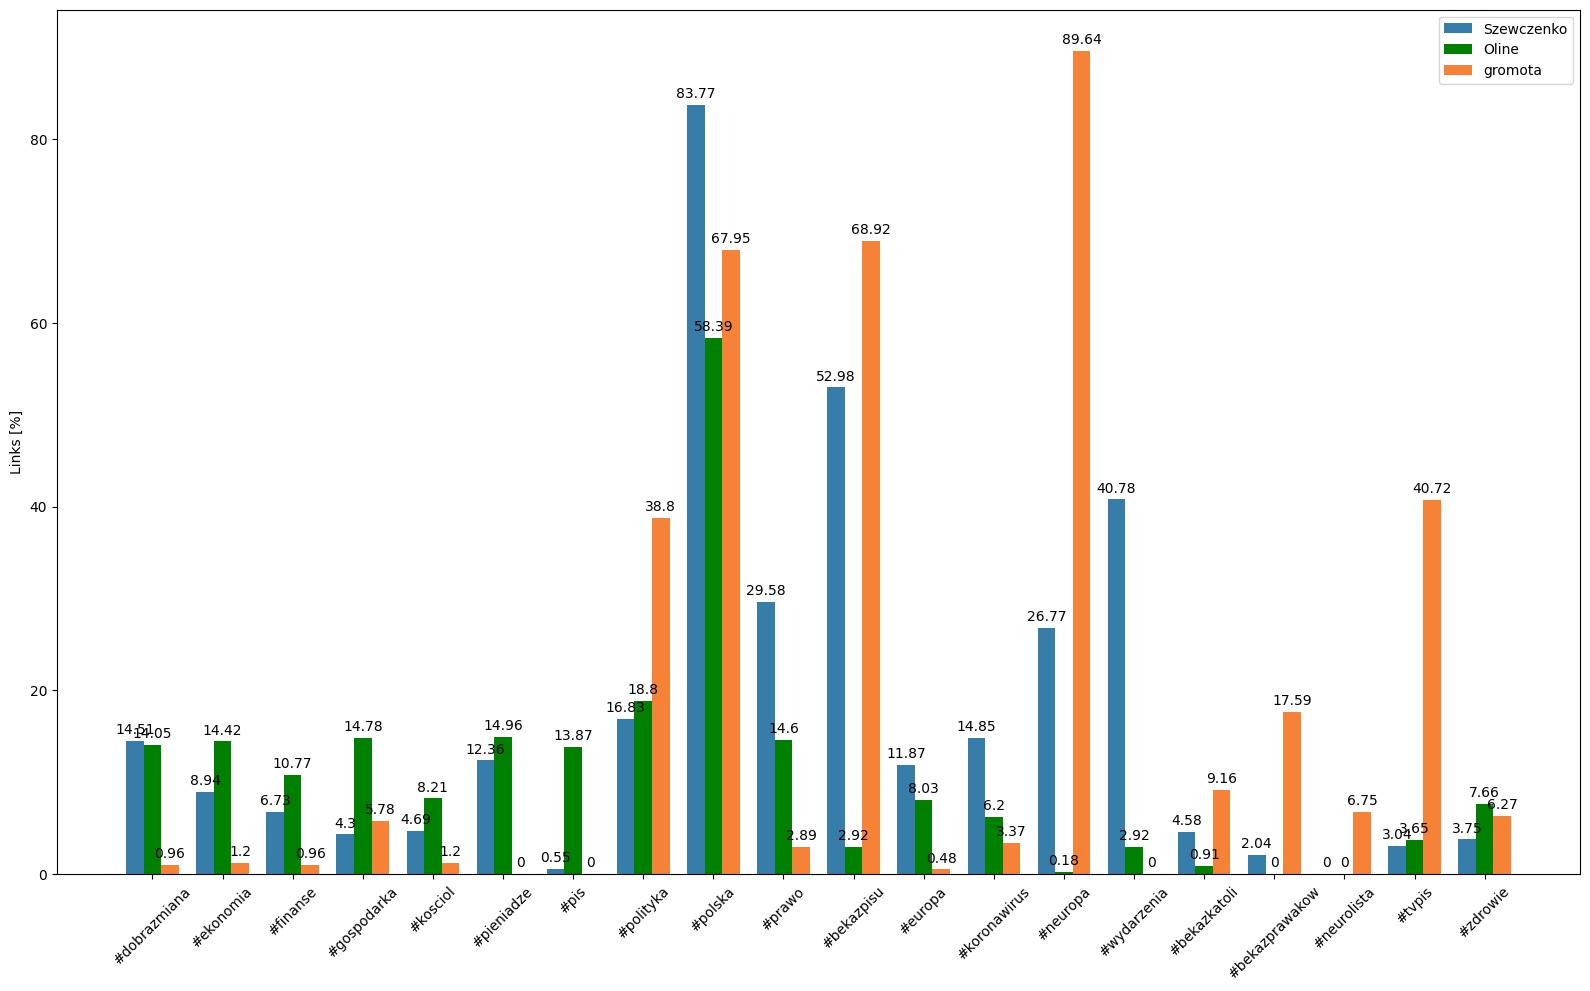 Szewczenko
Oline
gromota
Links [%]
80
60
40
20
0
14.51 14.05 0.96
8.94 14.42 1.2
6.73 10.77 0.96
4.3 14.78 5.78
4.69 8.21 1.2
12.36 14.96 0
0.55 13.87 0
16.83 18.8 38.8
83.77 58.39 67.95
29.58 14.6 2.89
52.98 2.92 68.92
11.87 8.03 0.48
14.85 6.2 3.37
26.77 0.18 89.64
40.78 2.92 0
4.58 0.91 9.16
2.04 0 17.59
0 0 6.75
3.04 3.65 40.72
3.75 7.66 6.27
#dobrazmiana
#ekonomia
#finanse
#gospodarka
#kosciol
#pieniadze
#pis
#polityka
#polska
#prawo
#bekazpisu
#europa
#koronawirus
#neuropa
#wydarzenia
#bekazkatoli
#bekazprawakow
#neurolista
#tvpis
#zdrowie